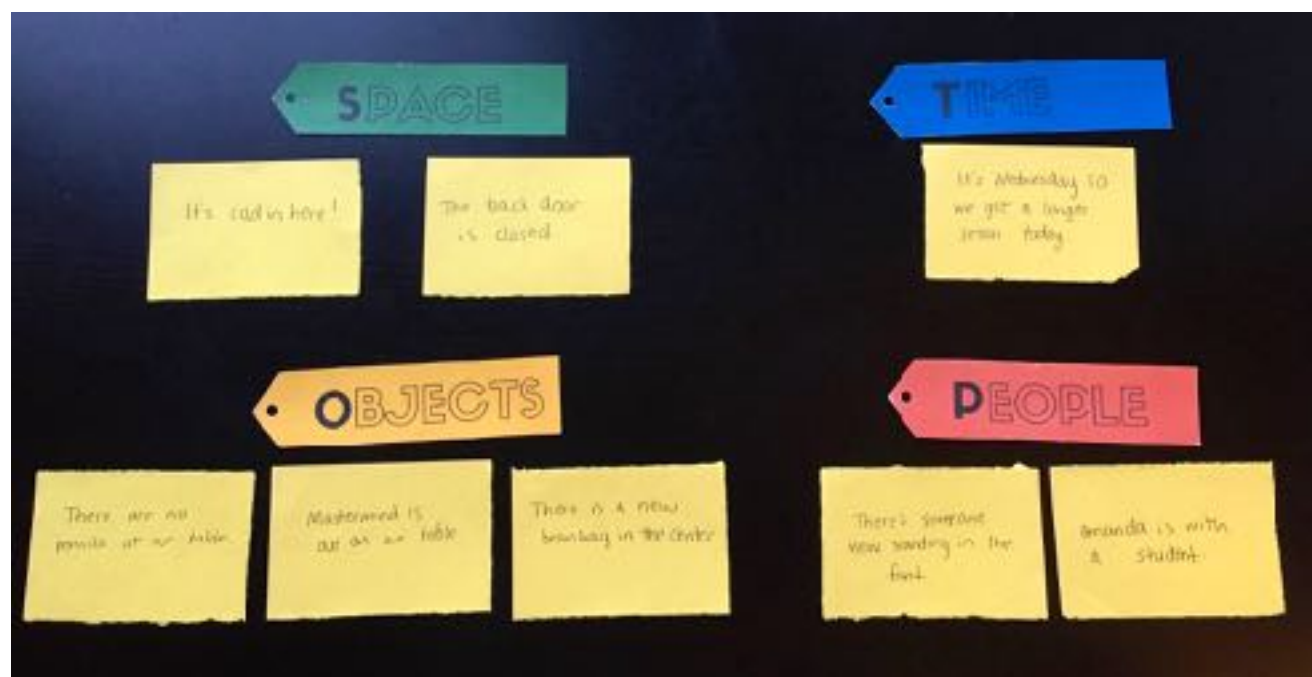 SPACE
It's cold in here!
The back door
is closed
TIME
It's Wednesday so
we get a longer
today
OBJECTS
There are no
pencils at our table
Mastermind is
out on our table
There is a new
beanbag in the center
PEOPLE
There's someone
new standing in the
front
Amanda is with
a student